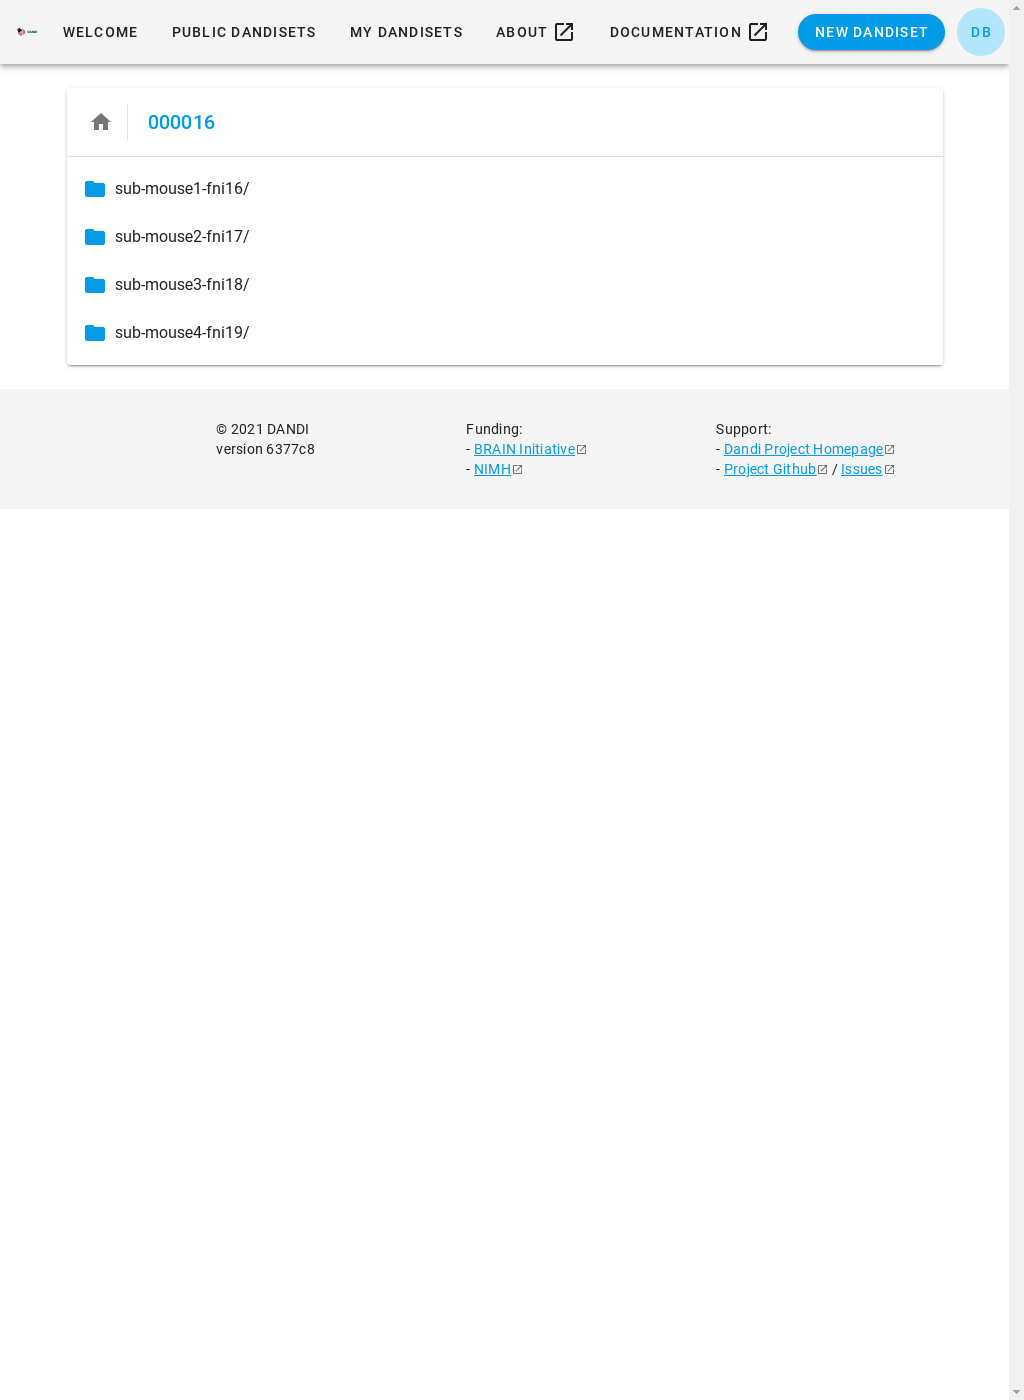 DANDI
WELCOME
PUBLIC DANDISETS
MY DANDISETS
ABOUT
DOCUMENTATION
NEW DANDISET
DB
000016
sub-mouse1-fni16/
sub-mouse2-fni17/
sub-mouse3-fni18/
sub-mouse4-fni19/
© 2021 DANDI
version 6377c8
Funding:
- BRAIN Initiative
- NIMH
Support:
- Dandi Project Homepage
- Project Github / Issues